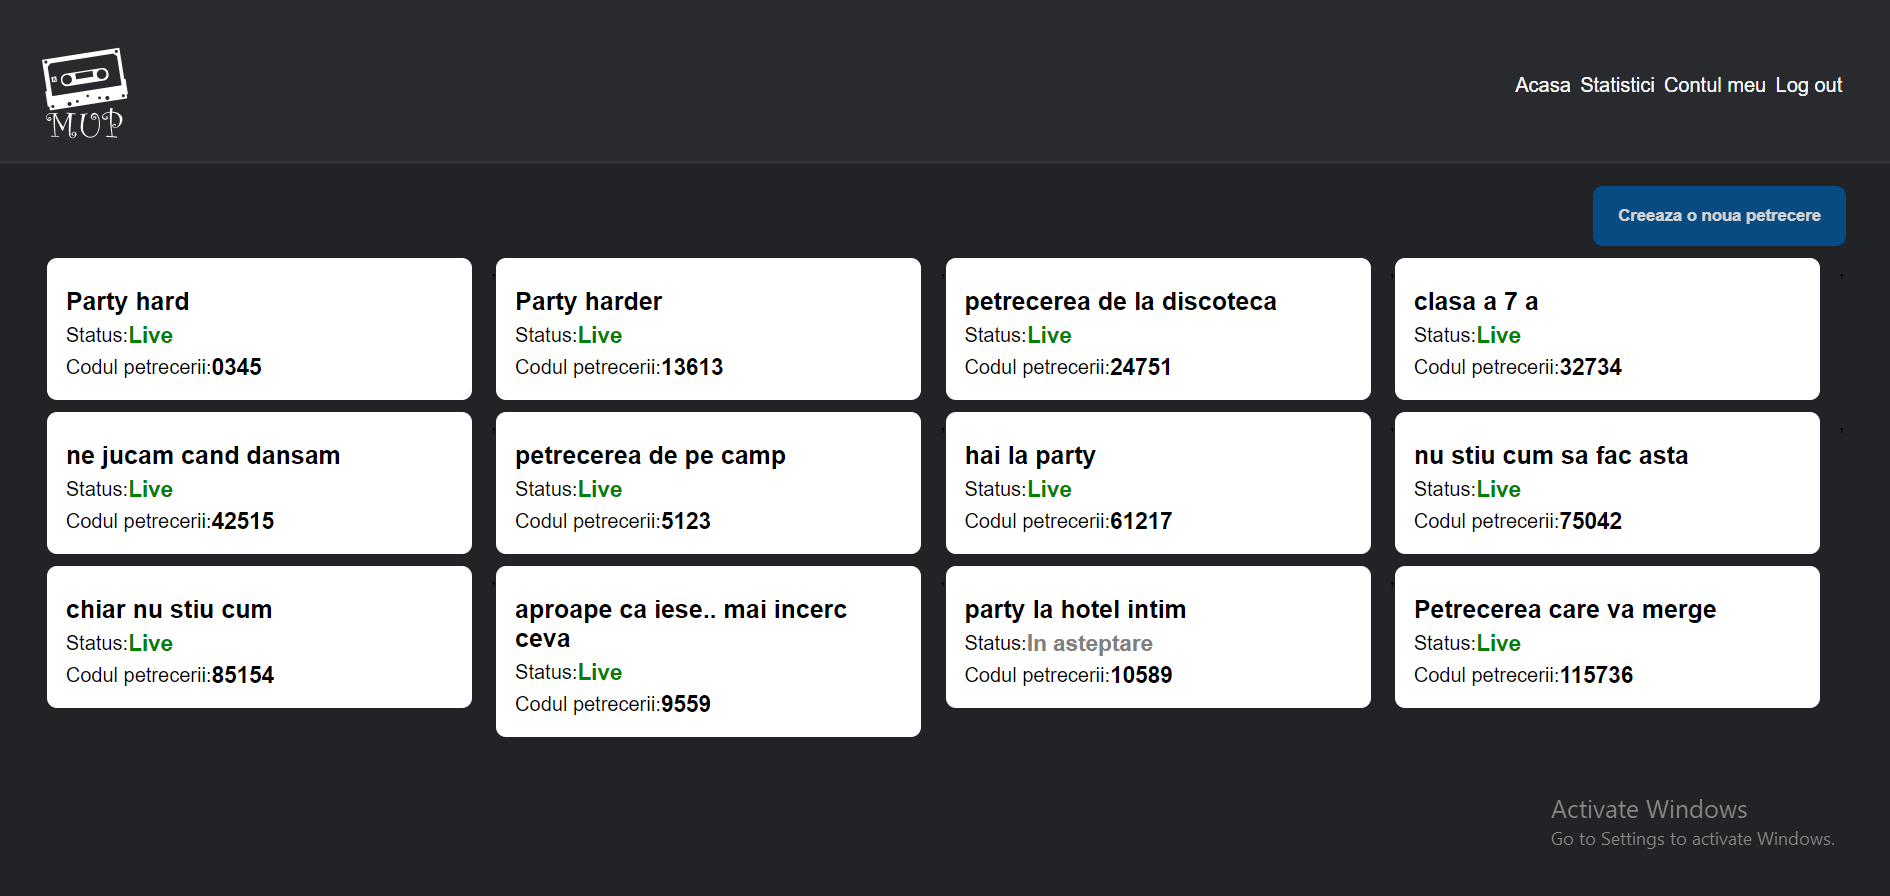 MUP
Acasa Statistici Contul meu Log out
Creeaza o noua petrecere
Party hard
Status:Live
Codul petrecerii:0345
Party harder
Status:Live
Codul petrecerii:13613
petrecerea de la discoteca
Status:Live
Codul petrecerii:24751
clasa a 7 a
Status:Live
Codul petrecerii:32734
ne jucam cand dansam
Status:Live
Codul petrecerii:42515
petrecerea de pe camp
Status:Live
Codul petrecerii:5123
hai la party
Status:Live
Codul petrecerii:61217
nu stiu cum sa fac asta
Status:Live
Codul petrecerii:75042
chiar nu stiu cum
Status:Live
Codul petrecerii:85154
aproape ca iese.. mai incerc
ceva
Status:Live
Codul petrecerii:9559
party la hotel intim
Status:In asteptare
Codul petrecerii:10589
Petrecerea care va merge
Status:Live
Codul petrecerii:115736
Activate Windows
Go to Settings to activate Windows.